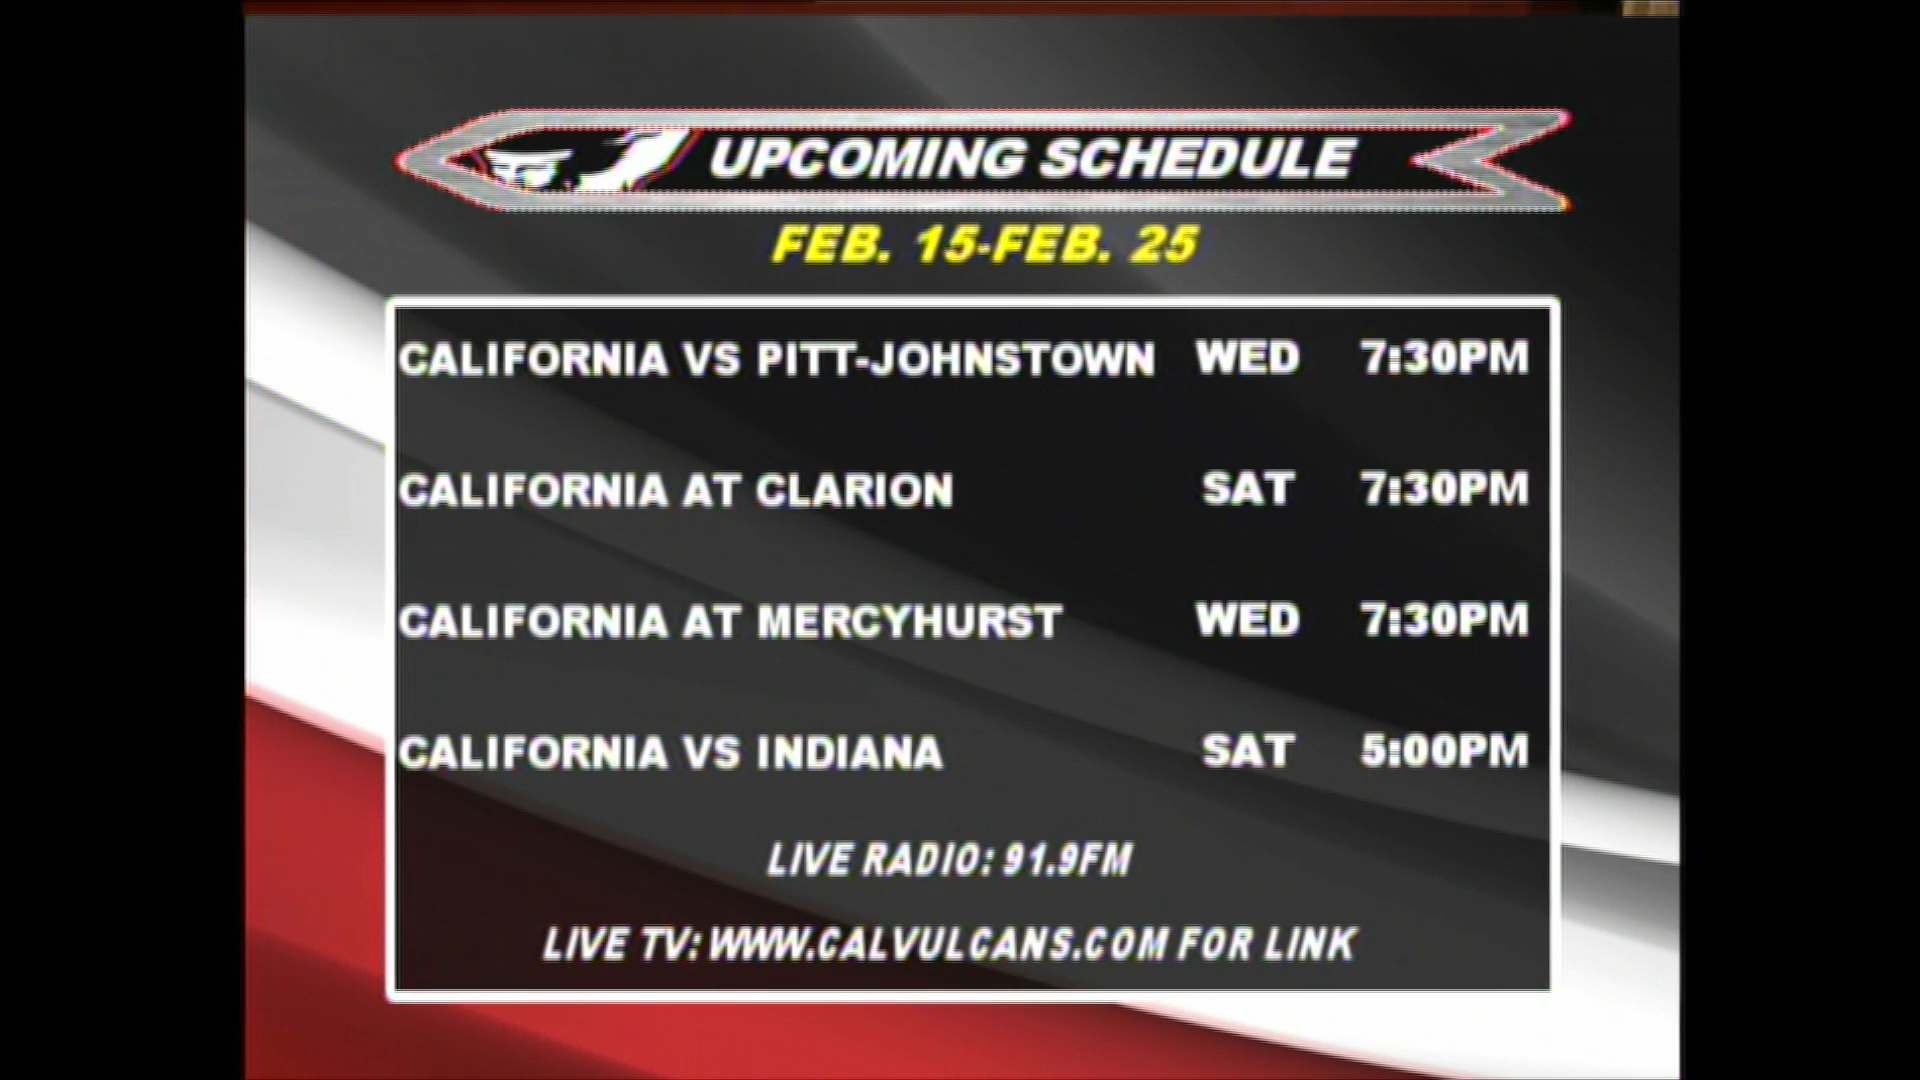 UPCOMING SCHEDULE
FEB. 15-FEB. 25
CALIFORNIA VS PITT-JOHNSTOWN WED 7:30PM
CALIFORNIA AT CLARION SAT 7:30PM
CALIFORNIA AT MERCYHURST WED 7:30PM
CALIFORNIA VS INDIANA SAT 5:00PM
LIVE RADIO: 91.9FM
LIVE TV: WWW.CALVULCANS.COM FOR LINK